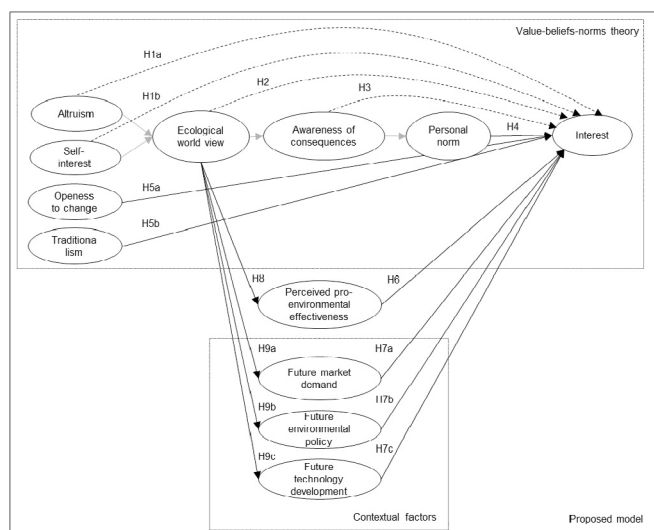 Value-beliefs-norms theory
H1a
H1b
H2
H3
Altruism
Ecological
world view
Awareness of
consequences
Personal
norm
H4
Interest
Self-
interest
Openess
to change
H5a
Traditiona
lism
H5b
H8
H6
Perceived pro-
environmental
effectiveness
H9a
H7a
Future market
demand
H9b
H7b
Future
environmental
policy
H9c
H7c
Future
technology
development
Contextual factors
Proposed model